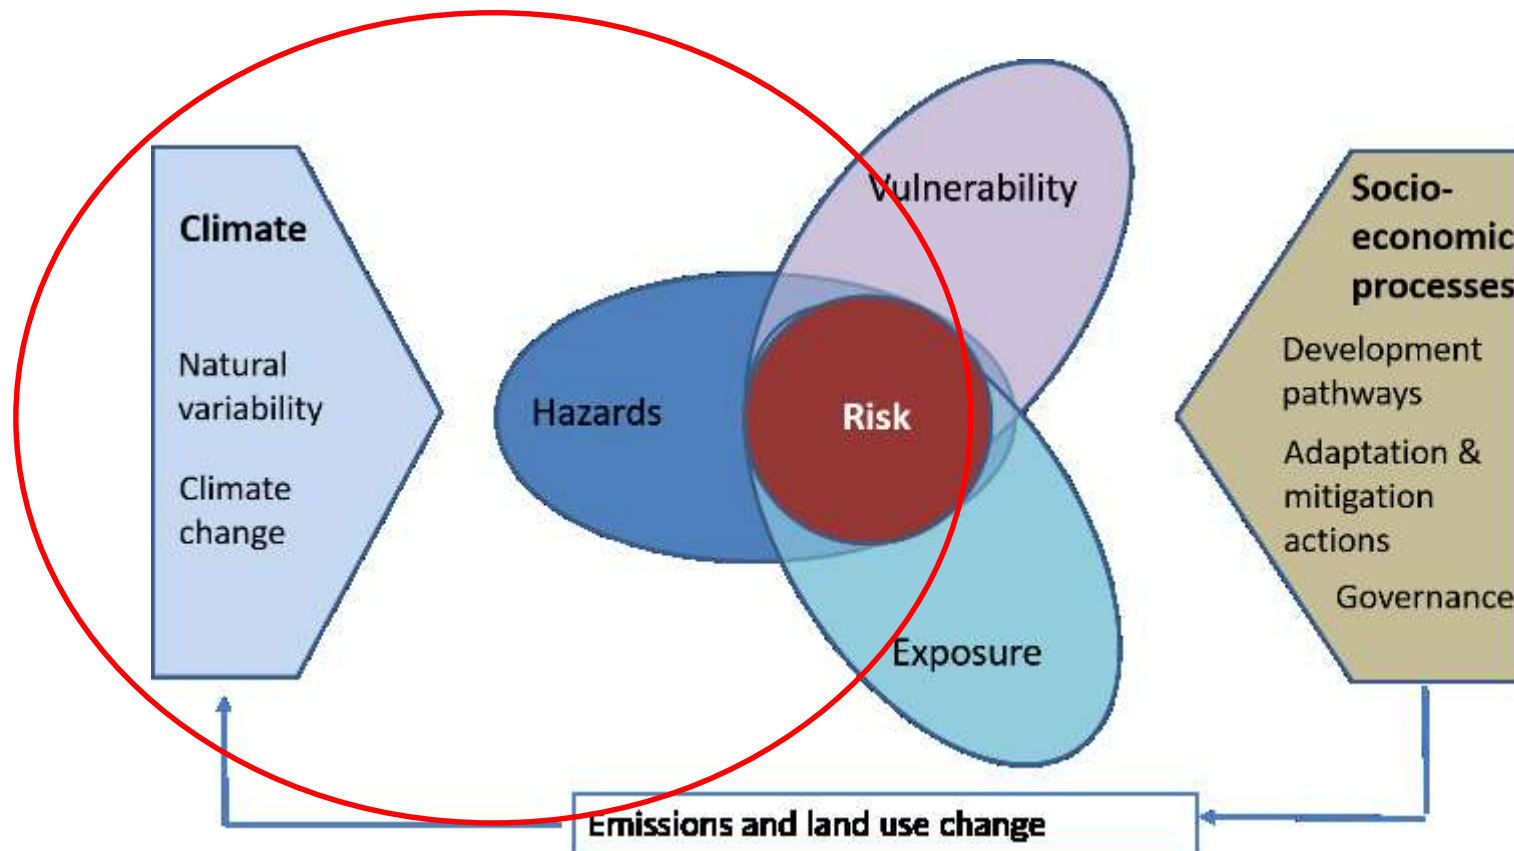 Climate
Natural
variability
Climate
change
Hazards
Vulnerability
Risk
Exposure
Socio-
economic
processes
Development
pathways
Adaptation &
mitigation
actions
Governance
Emissions and land use change